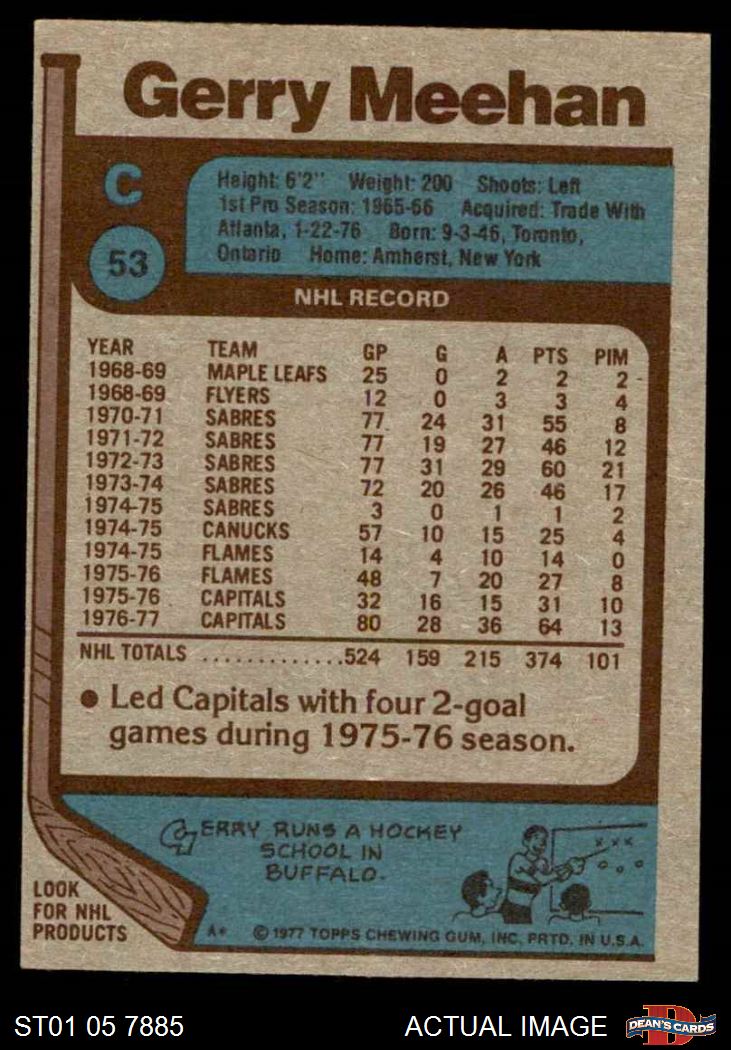 Gerry Meehan
C
53
Height: 6'2" Weight: 200 Shoots: Left
1st Pro Season: 1965-66 Acquired: Trade With
Atlanta, 1-22-76 Born: 9-3-46, Toronto,
Ontario Home: Amherst, New York
NHL RECORD
YEAR TEAM GP G A PTS PIM
1968-69 MAPLE LEAFS 25 0 2 2 2
1968-69 FLYERS 12 0 3 3 4
1970-71 SABRES 77 24 31 55 8
1971-72 SABRES 77 19 27 46 12
1972-73 SABRES 77 31 29 60 21
1973-74 SABRES 72 20 26 46 17
1974-75 SABRES 3 0 1 1 2
1974-75 CANUCKS 57 10 15 25 4
1974-75 FLAMES 14 4 10 14 0
1975-76 FLAMES 48 7 20 27 8
1975-76 CAPITALS 32 16 15 31 10
1976-77 CAPITALS 80 28 36 64 13
NHL TOTALS .............524 159 215 374 101
• Led Capitals with four 2-goal
games during 1975-76 season.
GERRY RUNS A HOCKEY
SCHOOL IN
BUFFALO.
LOOK
FOR NHL
PRODUCTS
A* © 1977 TOPPS CHEWING GUM, INC. PRTD. IN U.S.A.
ST01 05 7885 ACTUAL IMAGE
D
DEAN'S CARDS